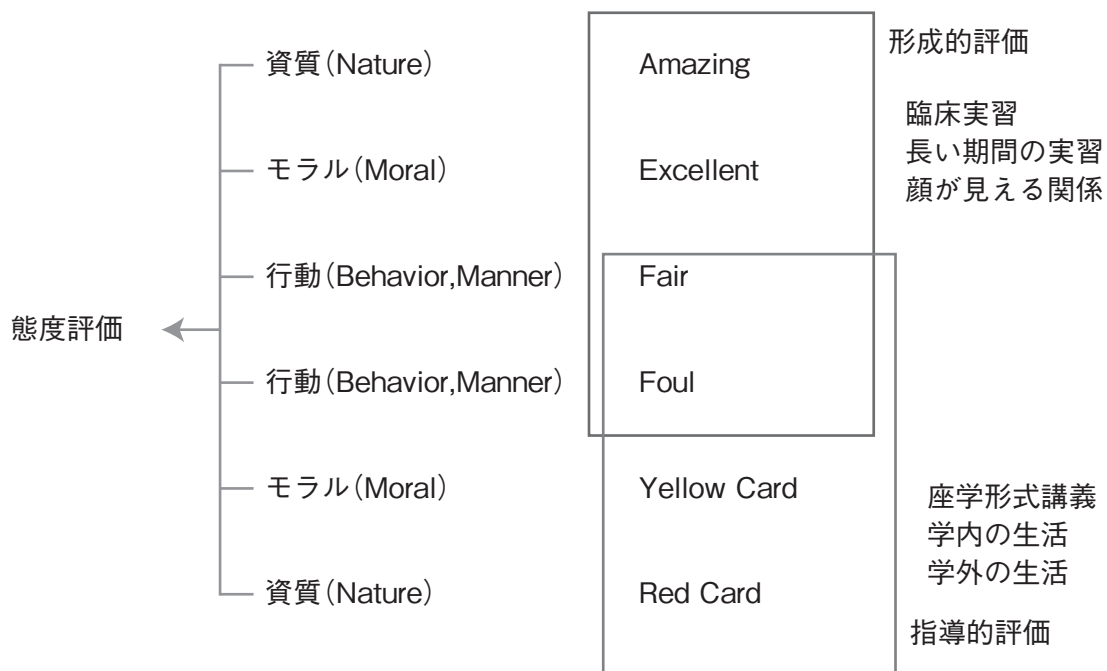 形成的評価
資質（Nature） Amazing
臨床実習
長い期間の実習
顔が見える関係
モラル（Moral） Excellent
行動（Behavior,Manner） Fair
態度評価
行動（Behavior,Manner） Foul
モラル（Moral） Yellow Card
座学形式講義
学内の生活
学外の生活
資質（Nature） Red Card
指導的評価